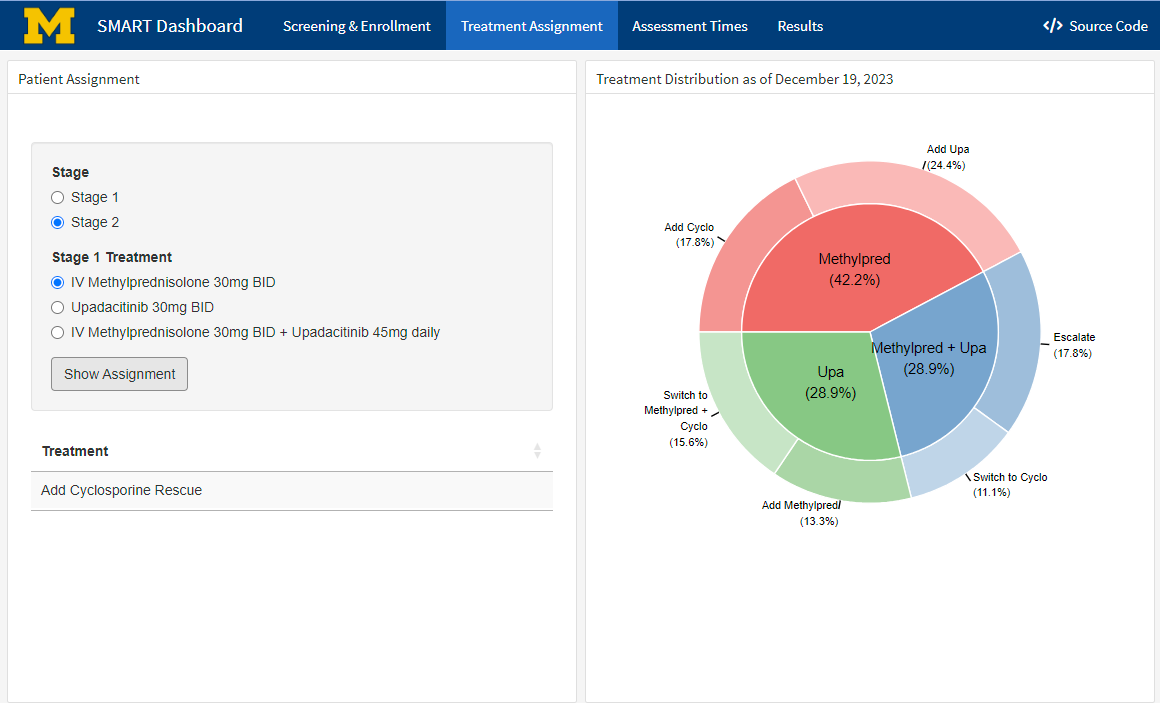 M SMART Dashboard Screening & Enrollment Treatment Assignment Assessment Times Results </> Source Code
Patient Assignment
Stage
Stage 1
Stage 2
Stage 1 Treatment
IV Methylprednisolone 30mg BID
Upadacitinib 30mg BID
IV Methylprednisolone 30mg BID + Upadacitinib 45mg daily
Show Assignment
Treatment
Add Cyclosporine Rescue
Treatment Distribution as of December 19, 2023
Add Upa
(24.4%)
Add Cyclo
(17.8%)
Methylpred
(42.2%)
Escalate
(17.8%)
Methylpred + Upa
(28.9%)
Upa
(28.9%)
Switch to
Methylpred +
Cyclo
(15.6%)
Switch to Cyclo
(11.1%)
Add Methylpred
(13.3%)